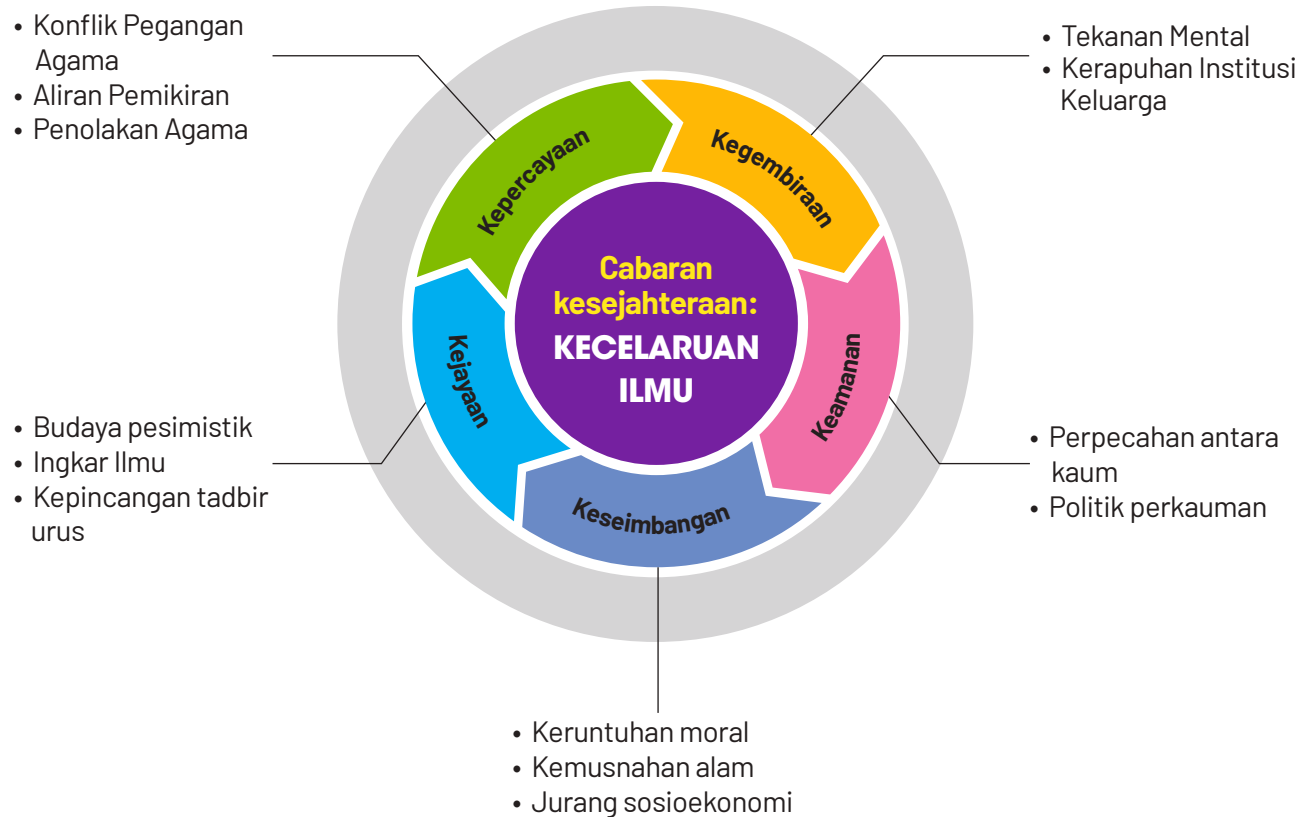 • Konflik Pegangan
Agama
• Aliran Pemikiran
• Penolakan Agama
• Tekanan Mental
• Kerapuhan Institusi
Keluarga
Kepercayaan
Kegembiraan
Cabaran
kesejahteraan:
KECELARUAN
ILMU
Kejayaan
Keamanan
Keseimbangan
• Budaya pesimistik
• Ingkar Ilmu
• Kepincangan tadbir
urus
• Perpecahan antara
kaum
• Politik perkauman
• Keruntuhan moral
• Kemusnahan alam
• Jurang sosioekonomi